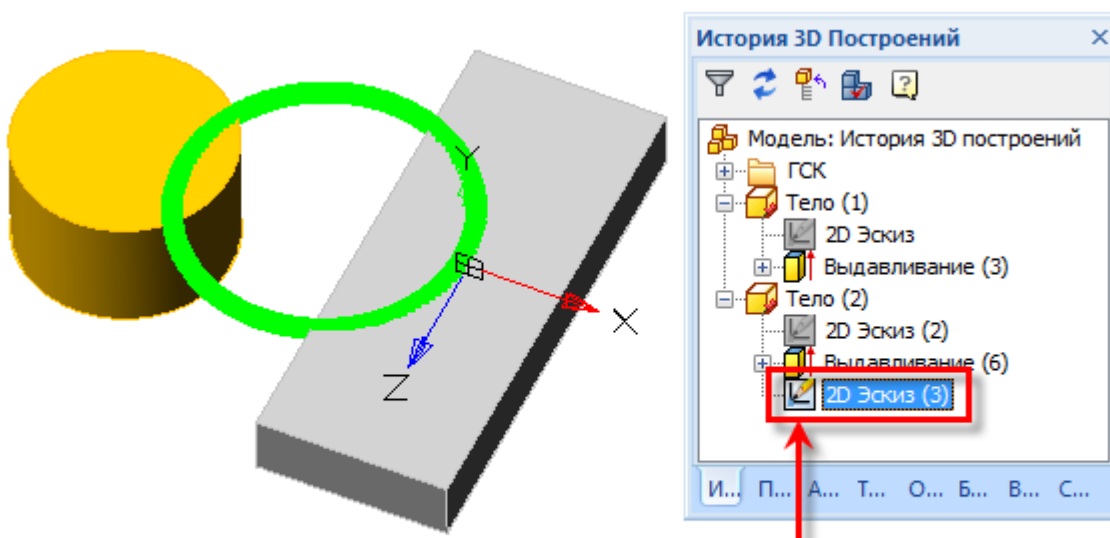 История 3D Построений
Модель: История 3D построений
ГСК
Тело (1)
2D Эскиз
Выдавливание (3)
Тело (2)
2D Эскиз (2)
Выдавливание (6)
2D Эскиз (3)
И... П... А... Т... О... Б... В... С...
Y
X
Z